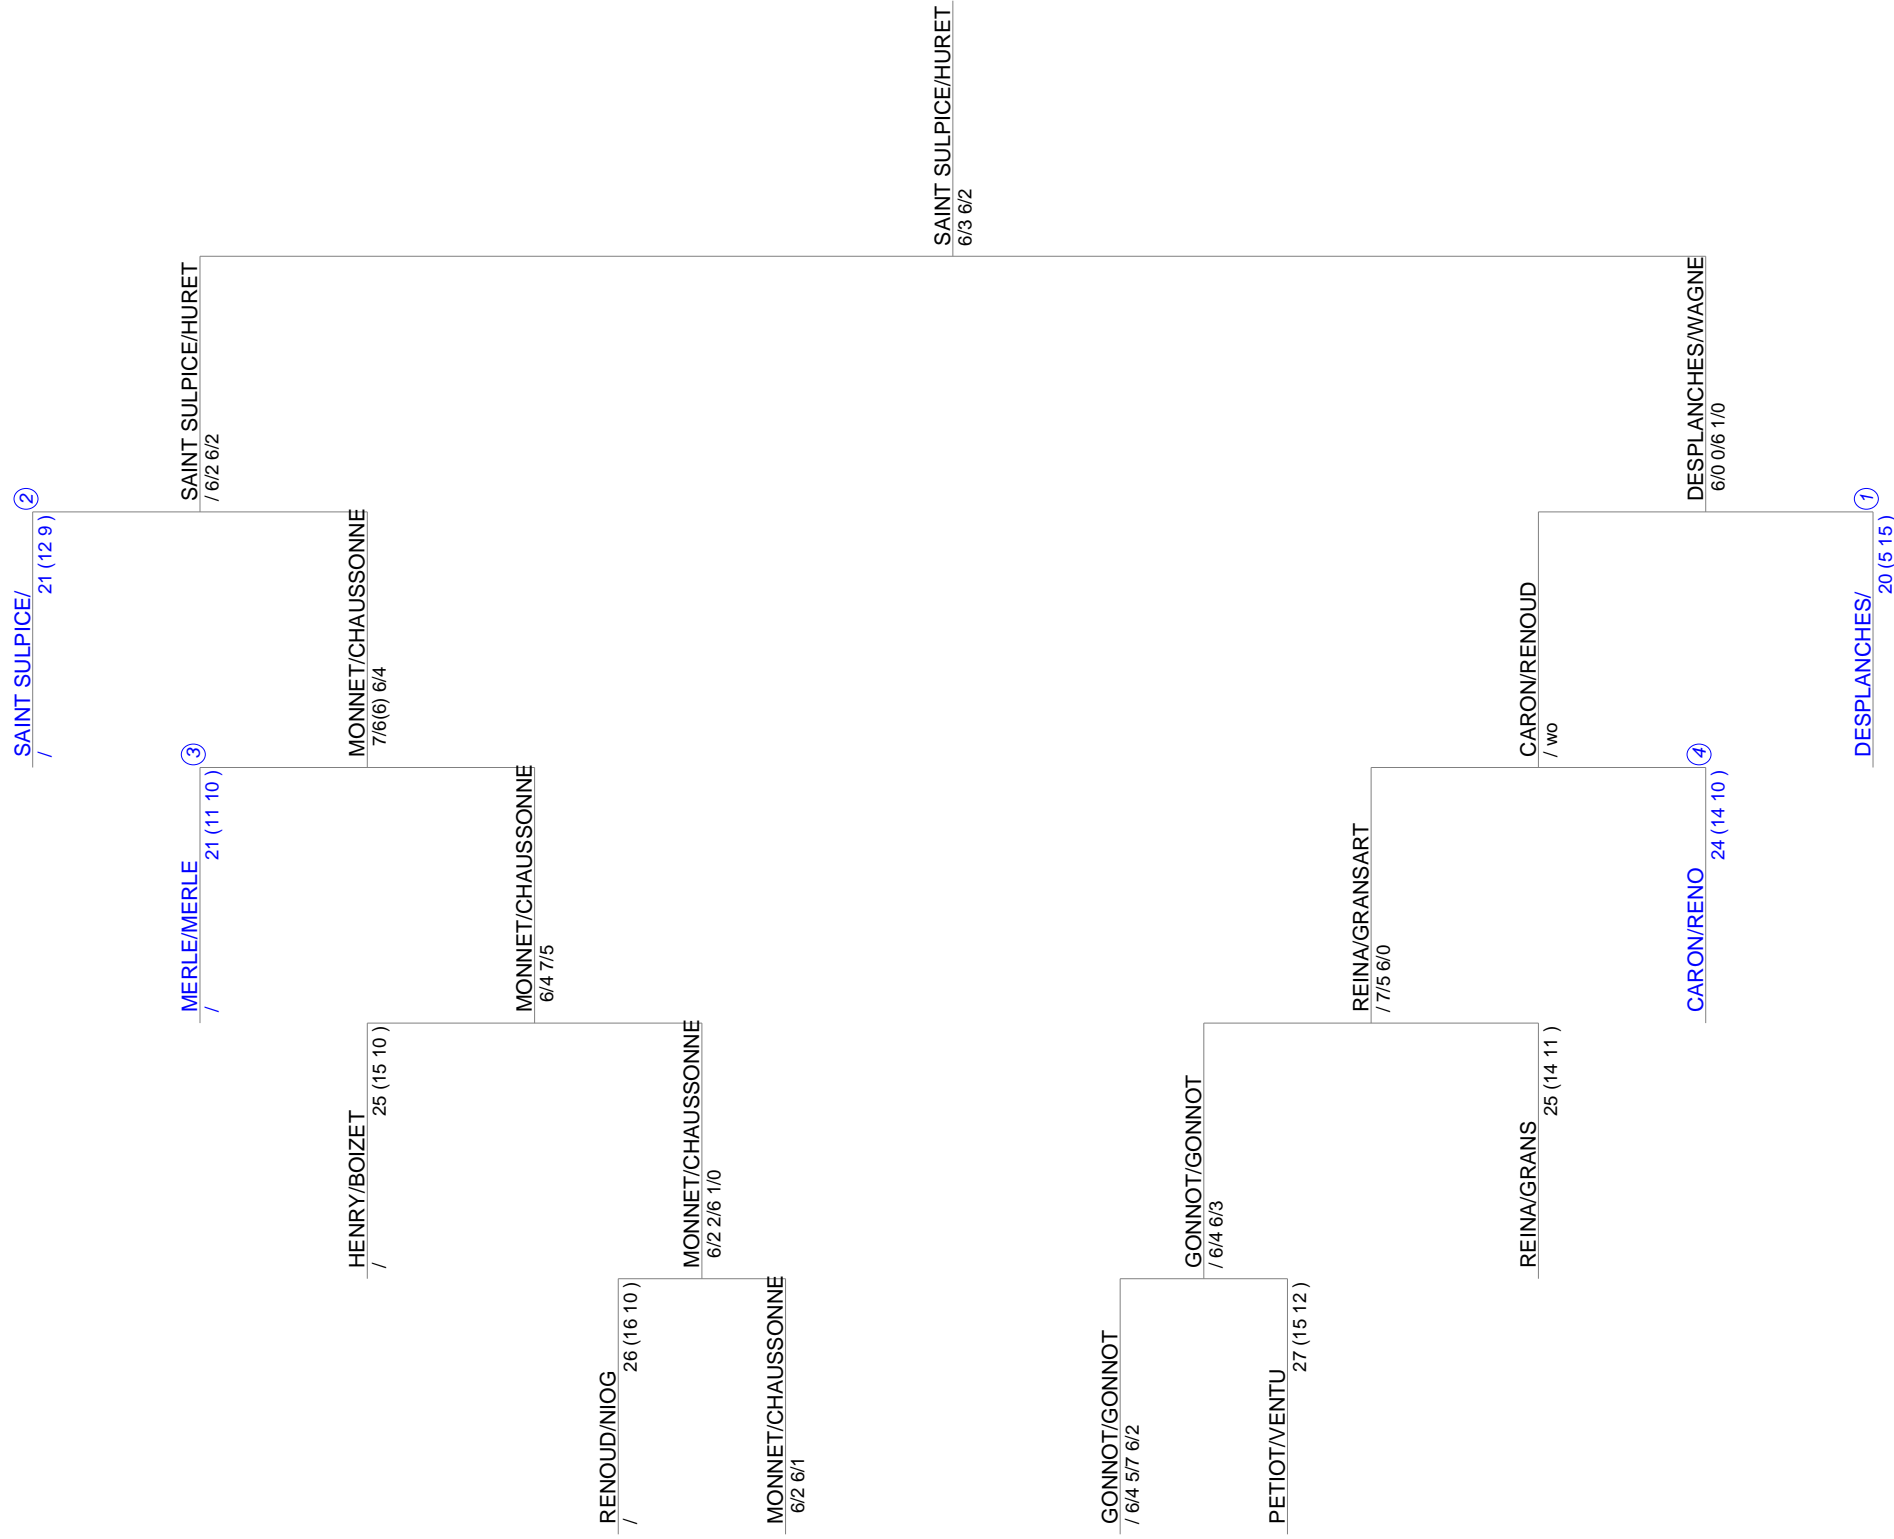 SAINT SULPICE/
/
21 (12 9 )
2
MERLE/MERLE
/
21 (11 10 )
3
SAINT SULPICE/HURET
/ 6/2 6/2
HENRY/BOIZET
/
25 (15 10 )
MONNET/CHAUSSONNE
7/6(6) 6/4
MONNET/CHAUSSONNE
6/4 7/5
RENOUD/NIOG
/
26 (16 10 )
MONNET/CHAUSSONNE
6/2 2/6 1/0
MONNET/CHAUSSONNE
6/2 6/1
SAINT SULPICE/HURET
6/3 6/2
GONNOT/GONNOT
/ 6/4 5/7 6/2
GONNOT/GONNOT
/ 6/4 6/3
PETIOT/VENTU
27 (15 12 )
REINA/GRANSART
/ 7/5 6/0
REINA/GRANS
25 (14 11 )
CARON/RENOUD
/ wo
CARON/RENO
24 (14 10 )
4
DESPLANCHES/WAGNE
6/0 0/6 1/0
DESPLANCHES/
20 (5 15 )
1